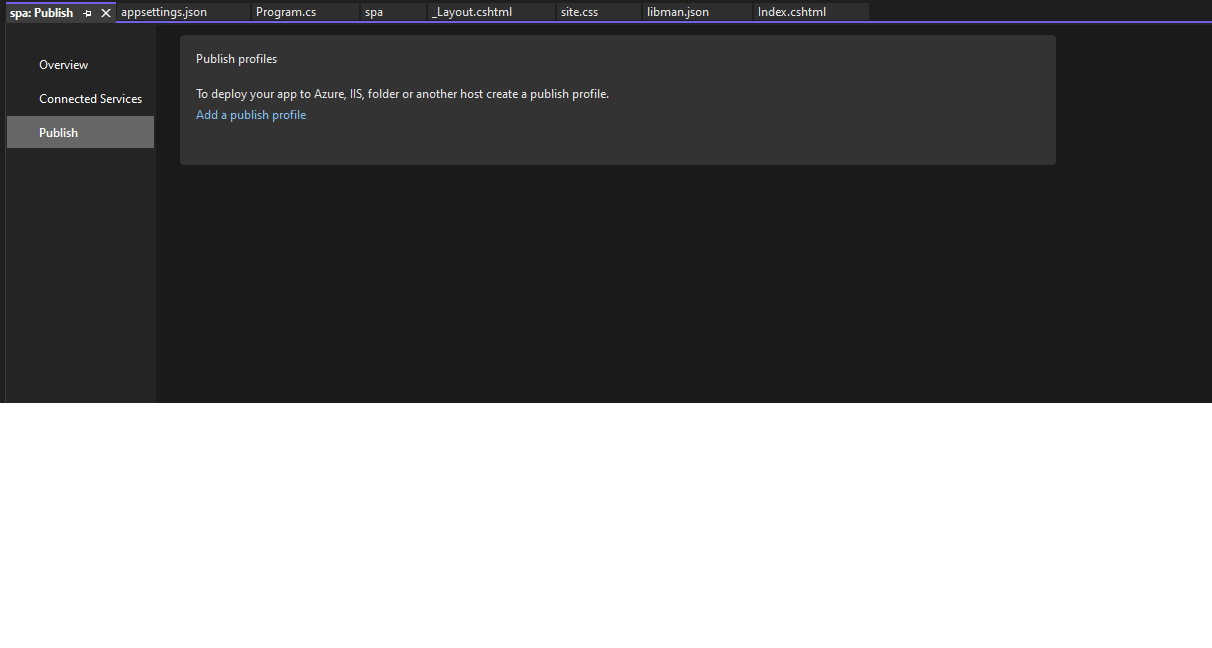 spa: Publish appsettings.json Program.cs spa _Layout.cshtml site.css libman.json Index.cshtml
Overview
Connected Services
Publish
Publish profiles
To deploy your app to Azure, IIS, folder or another host create a publish profile.
Add a publish profile